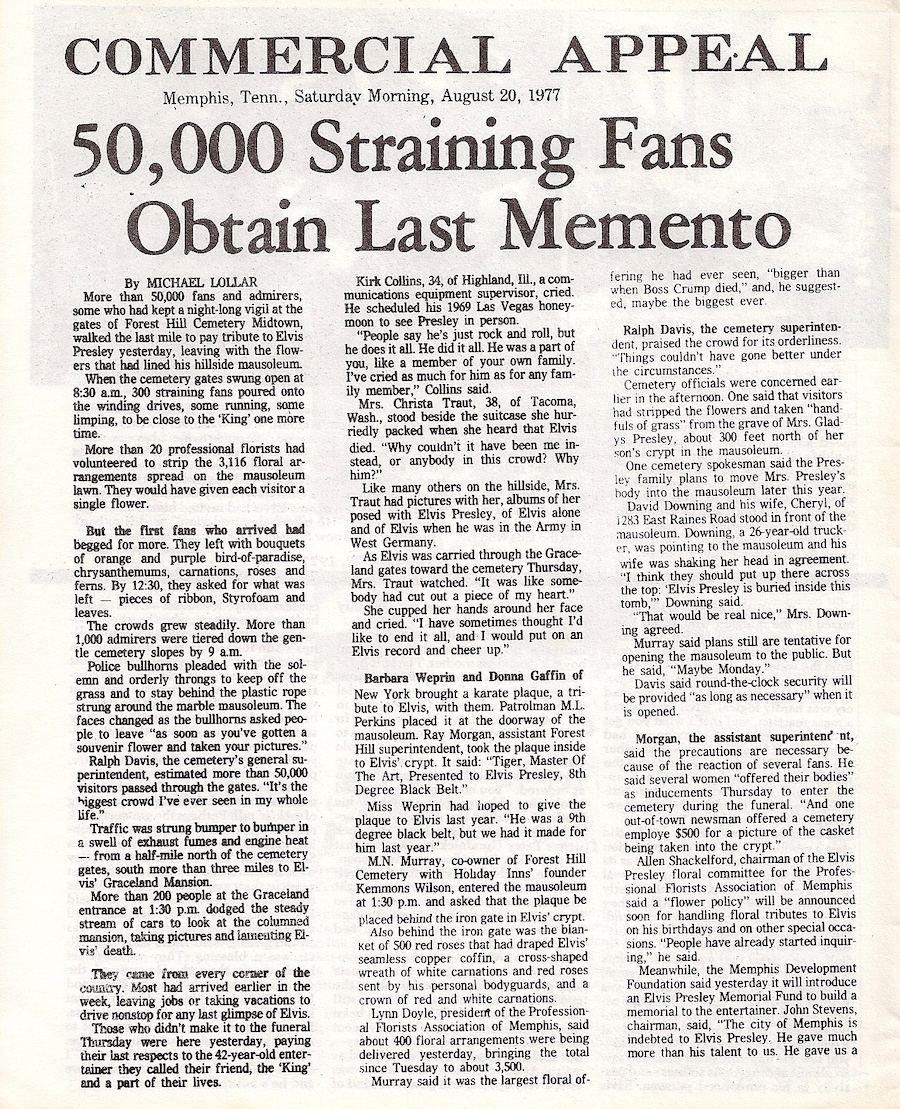 COMMERCIAL APPEAL
Memphis, Tenn., Saturday Morning, August 20, 1977
50,000 Straining Fans
Obtain Last Memento
By MICHAEL LOLLAR
More than 50,000 fans and admirers,
some who had kept a night-long vigil at the
gates of Forest Hill Cemetery Midtown,
walked the last mile to pay tribute to Elvis
Presley yesterday, leaving with the flow-
ers that had lined his hillside mausoleum.
When the cemetery gates swung open at
8:30 a.m., 300 straining fans poured onto
the winding drives, some running, some
limping, to be close to the 'King' one more
time.
More than 20 professional florists had
volunteered to strip the 3,116 floral ar-
rangements spread on the mausoleum
lawn. They would have given each visitor a
single flower.
But the first fans who arrived had
begged for more. They left with bouquets
of orange and purple bird-of-paradise,
chrysanthemums, carnations, roses and
ferns. By 12:30, they asked for what was
left — pieces of ribbon, Styrofoam and
leaves.
The crowds grew steadily. More than
1,000 admirers were tiered down the gen-
tle cemetery slopes by 9 a.m.
Police bullhorns pleaded with the sol-
emn and orderly throngs to keep off the
grass and to stay behind the plastic rope
strung around the marble mausoleum. The
faces changed as the bullhorns asked peo-
ple to leave "as soon as you've gotten a
souvenir flower and taken your pictures."
Ralph Davis, the cemetery's general su-
perintendent, estimated more than 50,000
visitors passed through the gates. "It's the
biggest crowd I've ever seen in my whole
life."
Traffic was strung bumper to bumper in
a swell of exhaust fumes and engine heat
— from a half-mile north of the cemetery
gates, south more than three miles to El-
vis' Graceland Mansion.
More than 200 people at the Graceland
entrance at 1:30 p.m. dodged the steady
stream of cars to look at the columned
mansion, taking pictures and lamenting El-
vis' death.
They came from every corner of the
country. Most had arrived earlier in the
week, leaving jobs or taking vacations to
drive nonstop for any last glimpse of Elvis.
Those who didn't make it to the funeral
Thursday were here yesterday, paying
their last respects to the 42-year-old enter-
tainer they called their friend, the 'King'
and a part of their lives.
Kirk Collins, 34, of Highland, Ill., a com-
munications equipment supervisor, cried.
He scheduled his 1969 Las Vegas honey-
moon to see Presley in person.
"People say he's just rock and roll, but
he does it all. He did it all. He was a part of
you, like a member of your own family.
I've cried as much for him as for any fam-
ily member," Collins said.
Mrs. Christa Traut, 38, of Tacoma,
Wash., stood beside the suitcase she hur-
riedly packed when she heard that Elvis
died. "Why couldn't it have been me in-
stead, or anybody in this crowd? Why
him?"
Like many others on the hillside, Mrs.
Traut had pictures with her, albums of her
posed with Elvis Presley, of Elvis alone
and of Elvis when he was in the Army in
West Germany.
As Elvis was carried through the Grace-
land gates toward the cemetery Thursday,
Mrs. Traut watched. "It was like some-
body had cut out a piece of my heart."
She cupped her hands around her face
and cried. "I have sometimes thought I'd
like to end it all, and I would put on an
Elvis record and cheer up."
Barbara Weprin and Donna Gaffin of
New York brought a karate plaque, a tri-
bute to Elvis, with them. Patrolman M.L.
Perkins placed it at the doorway of the
mausoleum. Ray Morgan, assistant Forest
Hill superintendent, took the plaque inside
to Elvis' crypt. It said: "Tiger, Master Of
The Art, Presented to Elvis Presley, 8th
Degree Black Belt."
Miss Weprin had hoped to give the
plaque to Elvis last year. "He was a 9th
degree black belt, but we had it made for
him last year."
M.N. Murray, co-owner of Forest Hill
Cemetery with Holiday Inns' founder
Kemmons Wilson, entered the mausoleum
at 1:30 p.m. and asked that the plaque be
placed behind the iron gate in Elvis' crypt.
Also behind the iron gate was the blan-
ket of 500 red roses that had draped Elvis'
seamless copper coffin, a cross-shaped
wreath of white carnations and red roses
sent by his personal bodyguards, and a
crown of red and white carnations.
Lynn Doyle, president of the Profession-
al Florists Association of Memphis, said
about 400 floral arrangements were being
delivered yesterday, bringing the total
since Tuesday to about 3,500.
Murray said it was the largest floral of-
fering he had ever seen, "bigger than
when Boss Crump died," and, he suggest-
ed, maybe the biggest ever.
Ralph Davis, the cemetery superinten-
dent, praised the crowd for its orderliness.
"Things couldn't have gone better under
the circumstances."
Cemetery officials were concerned ear-
lier in the afternoon. One said that visitors
had stripped the flowers and taken "hand-
fuls of grass" from the grave of Mrs. Glad-
ys Presley, about 300 feet north of her
son's crypt in the mausoleum.
One cemetery spokesman said the Pres-
ley family plans to move Mrs. Presley's
body into the mausoleum later this year.
David Downing and his wife, Cheryl, of
1283 East Raines Road stood in front of the
mausoleum. Downing, a 26-year-old truck-
er, was pointing to the mausoleum and his
wife was shaking her head in agreement.
"I think they should put up there across
the top: 'Elvis Presley is buried inside this
tomb,'" Downing said.
"That would be real nice," Mrs. Down-
ing agreed.
Murray said plans still are tentative for
opening the mausoleum to the public. But
he said, "Maybe Monday."
Davis said round-the-clock security will
be provided "as long as necessary" when it
is opened.
Morgan, the assistant superintendent,
said the precautions are necessary be-
cause of the reaction of several fans. He
said several women "offered their bodies"
as inducements Thursday to enter the
cemetery during the funeral. "And one
out-of-town newsman offered a cemetery
employe $500 for a picture of the casket
being taken into the crypt."
Allen Shackelford, chairman of the Elvis
Presley floral committee for the Profes-
sional Florists Association of Memphis
said a "flower policy" will be announced
soon for handling floral tributes to Elvis
on his birthdays and on other special occa-
sions. "People have already started inquir-
ing," he said.
Meanwhile, the Memphis Development
Foundation said yesterday it will introduce
an Elvis Presley Memorial Fund to build a
memorial to the entertainer. John Stevens,
chairman, said, "The city of Memphis is
indebted to Elvis Presley. He gave much
more than his talent to us. He gave us a